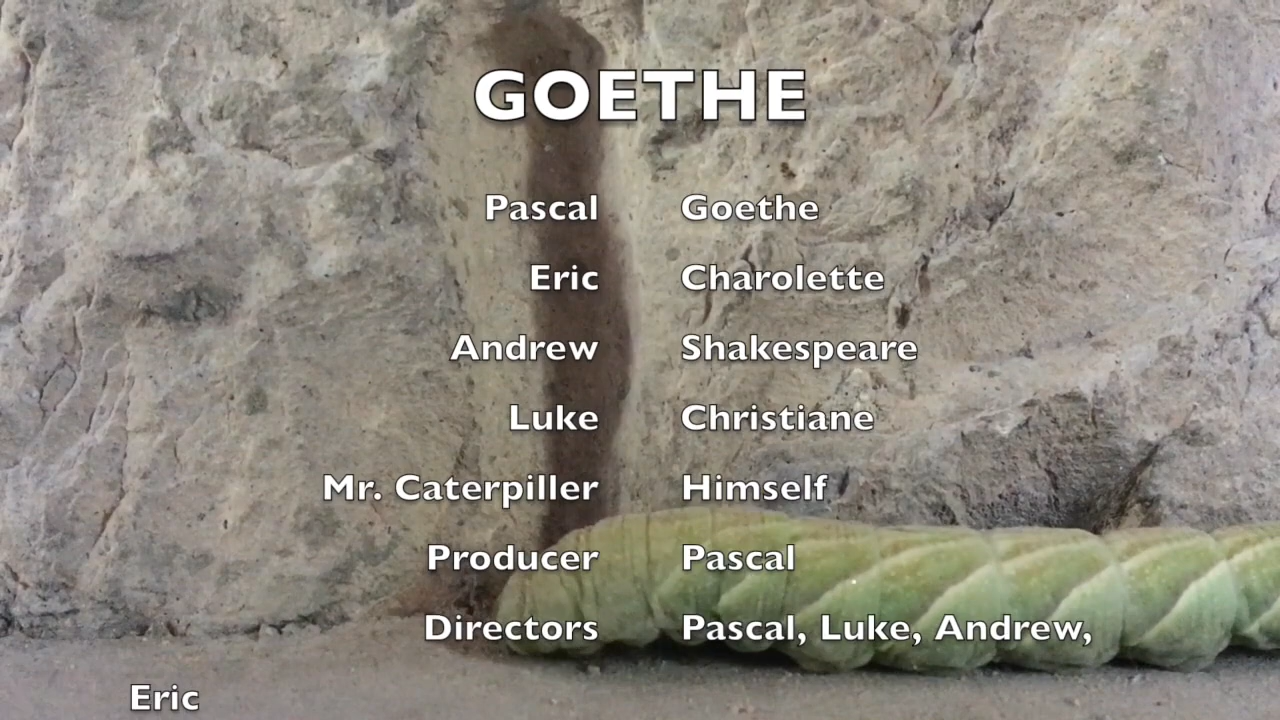 GOETHE
Pascal Goethe
Eric Charolette
Andrew Shakespeare
Luke Christiane
Mr. Caterpiller Himself
Producer Pascal
Directors Pascal, Luke, Andrew,
Eric